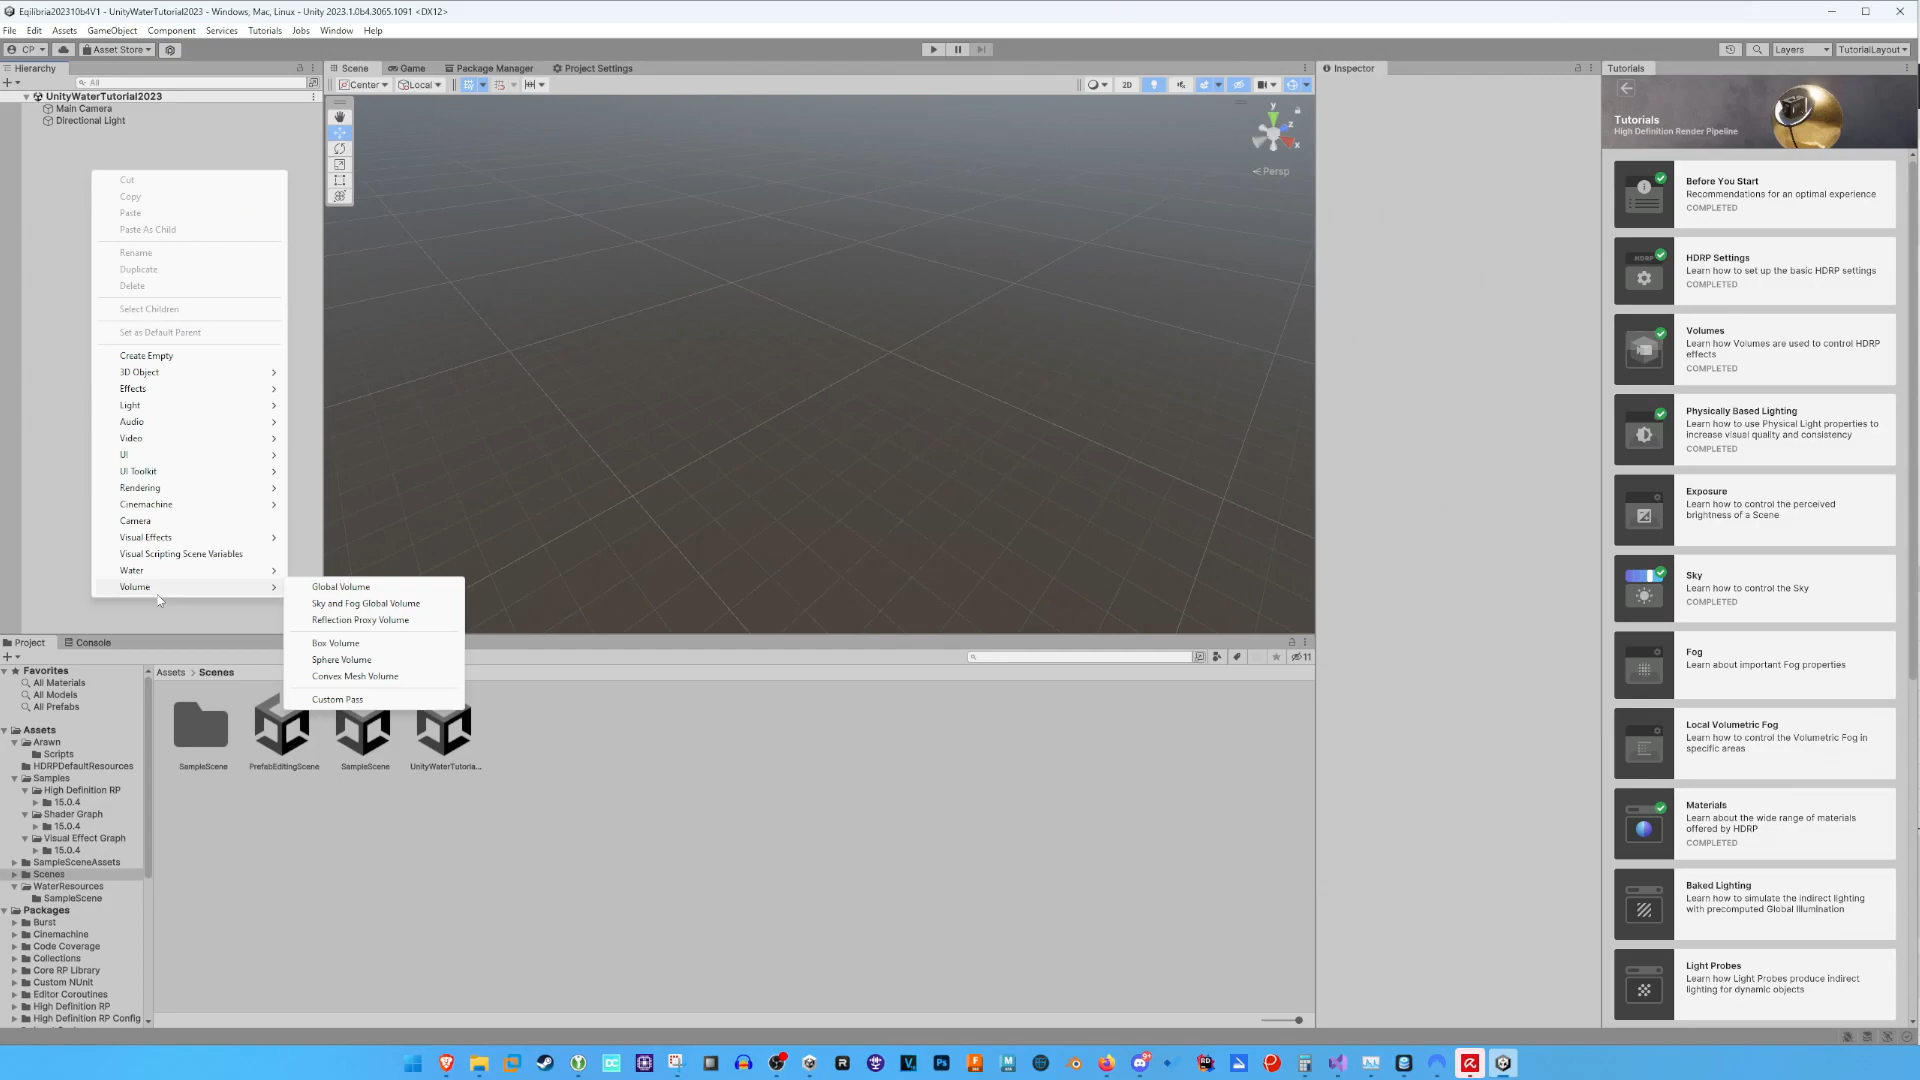 Eqilibria202310b4V1 - UnityWaterTutorial2023 - Windows, Mac, Linux - Unity 2023.1.0b4.3065.1091 <DX12>
File Edit Assets GameObject Component Services Tutorials Jobs Window Help
CP Asset Store Layers TutorialLayout
Hierarchy
All
UnityWaterTutorial2023
Main Camera
Directional Light
Cut
Copy
Paste
Paste As Child
Rename
Duplicate
Delete
Select Children
Set as Default Parent
Create Empty
3D Object
Effects
Light
Audio
Video
UI
UI Toolkit
Rendering
Cinemachine
Camera
Visual Effects
Visual Scripting Scene Variables
Water
Volume
Global Volume
Sky and Fog Global Volume
Reflection Proxy Volume
Box Volume
Sphere Volume
Convex Mesh Volume
Custom Pass
Scene Game Package Manager Project Settings
Center Local 2D
y
z
x
Persp
Inspector
Tutorials
Tutorials
High Definition Render Pipeline
Before You Start
Recommendations for an optimal experience
COMPLETED
HDRP
HDRP Settings
Learn how to set up the basic HDRP settings
COMPLETED
Volumes
Learn how Volumes are used to control HDRP
effects
COMPLETED
Physically Based Lighting
Learn how to use Physical Light properties to
increase visual quality and consistency
COMPLETED
Exposure
Learn how to control the perceived
brightness of a Scene
Sky
Learn how to control the Sky
COMPLETED
Fog
Learn about important Fog properties
Local Volumetric Fog
Learn how to control the Volumetric Fog in
specific areas
Materials
Learn about the wide range of materials
offered by HDRP
COMPLETED
Baked Lighting
Learn how to simulate the indirect lighting
with precomputed Global Illumination
Light Probes
Learn how Light Probes produce indirect
lighting for dynamic objects
Project Console
11
Favorites
All Materials
All Models
All Prefabs
Assets
Arawn
Scripts
HDRPDefaultResources
Samples
High Definition RP
15.0.4
Shader Graph
15.0.4
Visual Effect Graph
15.0.4
SampleSceneAssets
Scenes
WaterResources
SampleScene
Packages
Burst
Cinemachine
Code Coverage
Collections
Core RP Library
Custom NUnit
Editor Coroutines
High Definition RP
High Definition RP Config
Assets > Scenes
SampleScene PrefabEditingScene SampleScene UnityWaterTutoria...